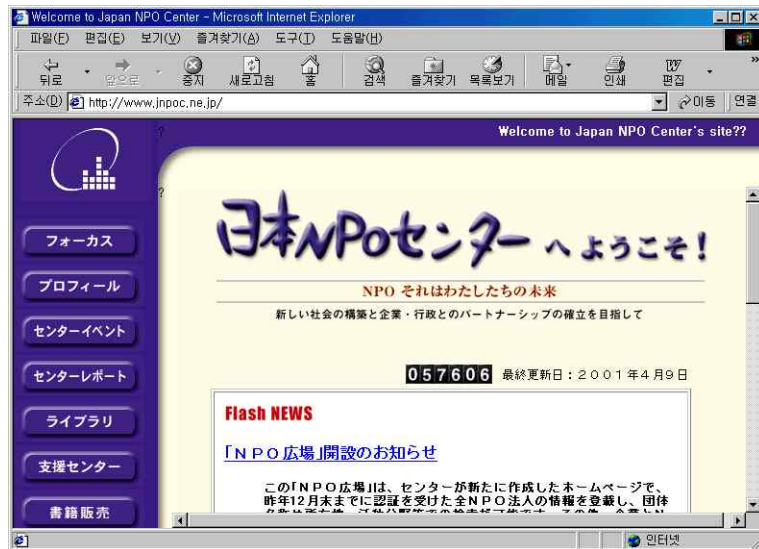 Welcome to Japan NPO Center - Microsoft Internet Explorer
파일(F) 편집(E) 보기(V) 즐겨찾기(A) 도구(T) 도움말(H)
뒤로 앞으로 중지 새로고침 홈 검색 즐겨찾기 목록보기 메일 인쇄 편집 »
주소(D) http://www.jnpoc.ne.jp/ 이동 연결
? Welcome to Japan NPO Center's site??
?
日本NPOセンターへようこそ!
NPO それはわたしたちの未来
新しい社会の構築と企業・行政とのパートナーシップの確立を目指して
フォーカス
プロフィール
センターイベント
センターレポート
ライブラリ
支援センター
書籍販売
057606 最終更新日:2001年4月9日
Flash NEWS
「NPO広場」開設のお知らせ
この「NPO広場」は、センターが新たに作成したホームページで、
昨年12月末までに認証を受けた全NPO法人の情報を登載し、団体
인터넷